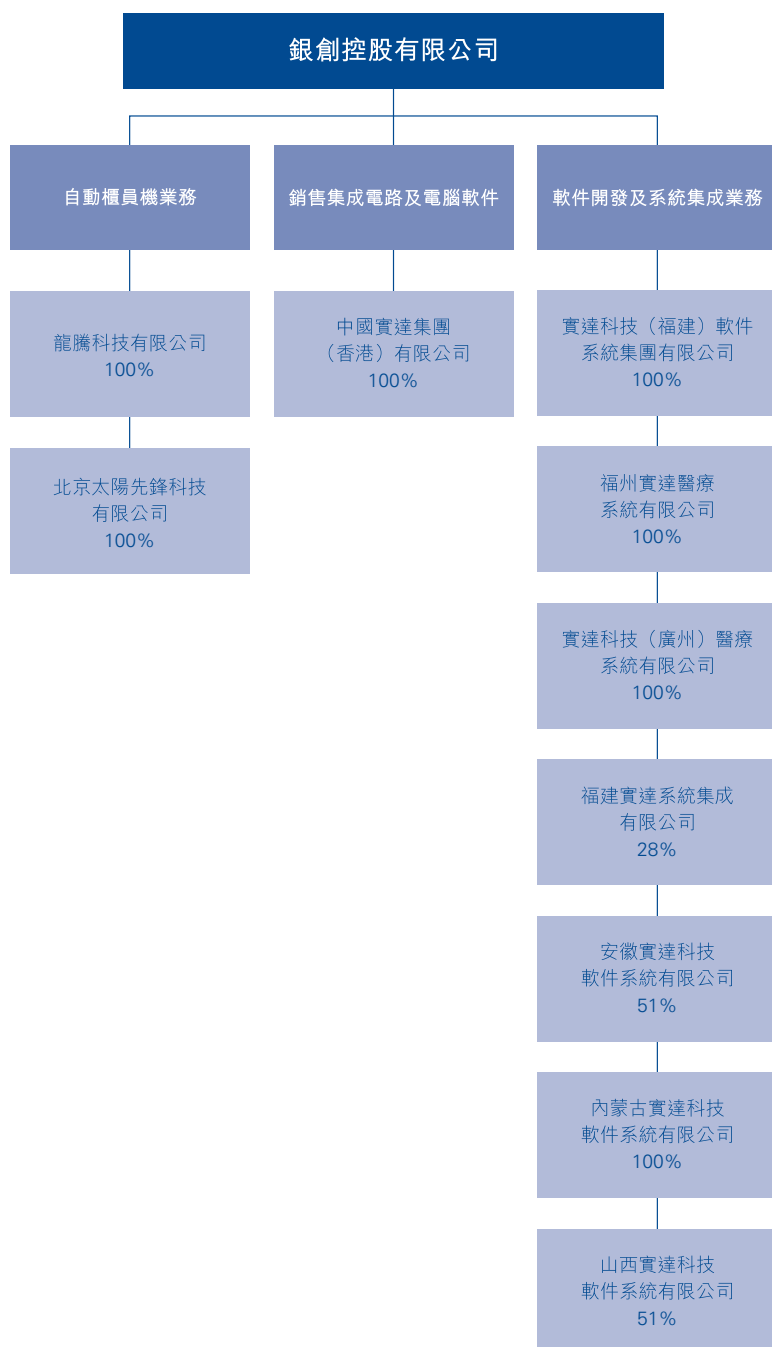 銀創控股有限公司
自動櫃員機業務
銷售集成電路及電腦軟件
軟件開發及系統集成業務
龍騰科技有限公司
100%
北京太陽先鋒科技
有限公司
100%
中國實達集團
（香港）有限公司
100%
實達科技（福建）軟件
系統集團有限公司
100%
福州實達醫療
系統有限公司
100%
實達科技（廣州）醫療
系統有限公司
100%
福建實達系統集成
有限公司
28%
安徽實達科技
軟件系統有限公司
51%
內蒙古實達科技
軟件系統有限公司
100%
山西實達科技
軟件系統有限公司
51%